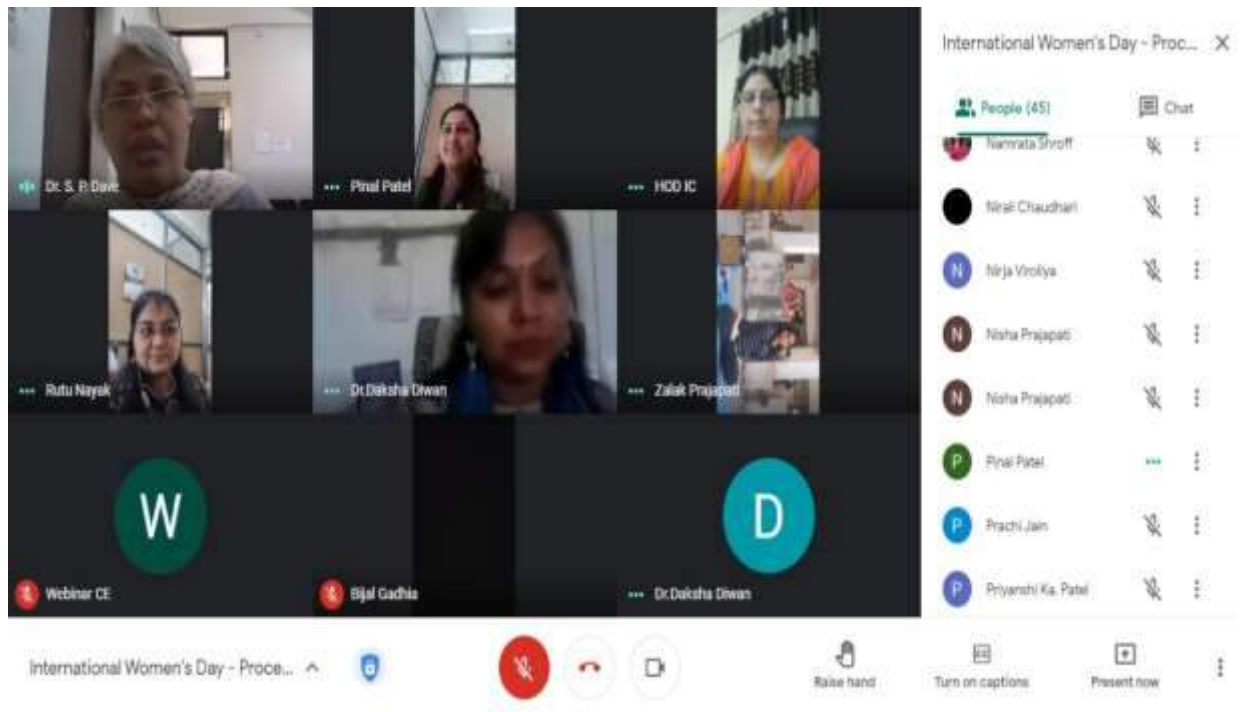 Dr. S. P. Dave
Pinal Patel
HOD IC
Rutu Nayak
Dr.Daksha Diwan
Zalak Prajapati
W
D
Webinar CE
Bijal Gadhia
Dr.Daksha Diwan
International Women's Day - Proc...
People (45)
Chat
Namrata Shroff
Nirali Chaudhari
N
Nirja Viroliya
N
Nisha Prajapati
N
Nisha Prajapati
P
Pinal Patel
P
Prachi Jain
P
Priyanshi Ka. Patel
International Women's Day - Proce...
Raise hand
Turn on captions
Present now